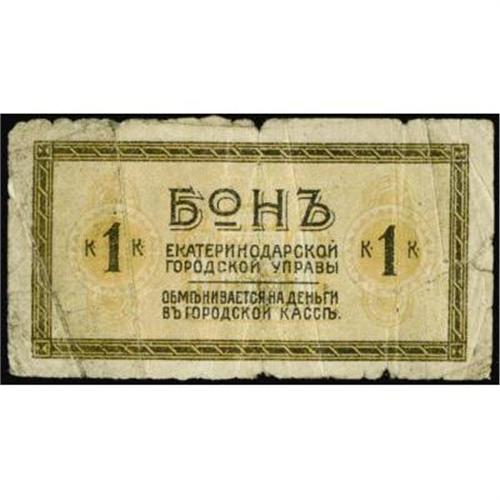 БОНЪ
К 1 К К 1 К
ЕКАТЕРИНОДАРСКОЙ
ГОРОДСКОЙ УПРАВЫ
ОБМѢНИВАЕТСЯ НА ДЕНЬГИ
ВЪ ГОРОДСКОЙ КАССѢ.